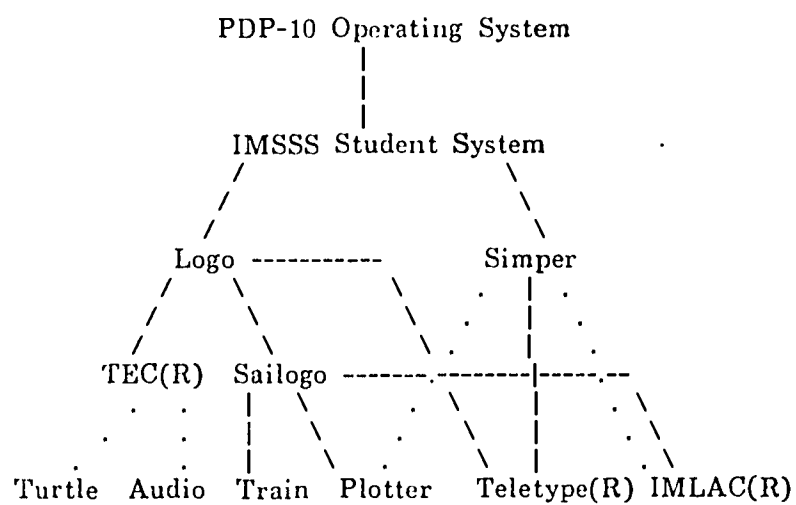 PDP-10 Operating System
IMSSS Student System
Logo Simper
TEC(R) Sailogo
Turtle Audio Train Plotter Teletype(R) IMLAC(R)